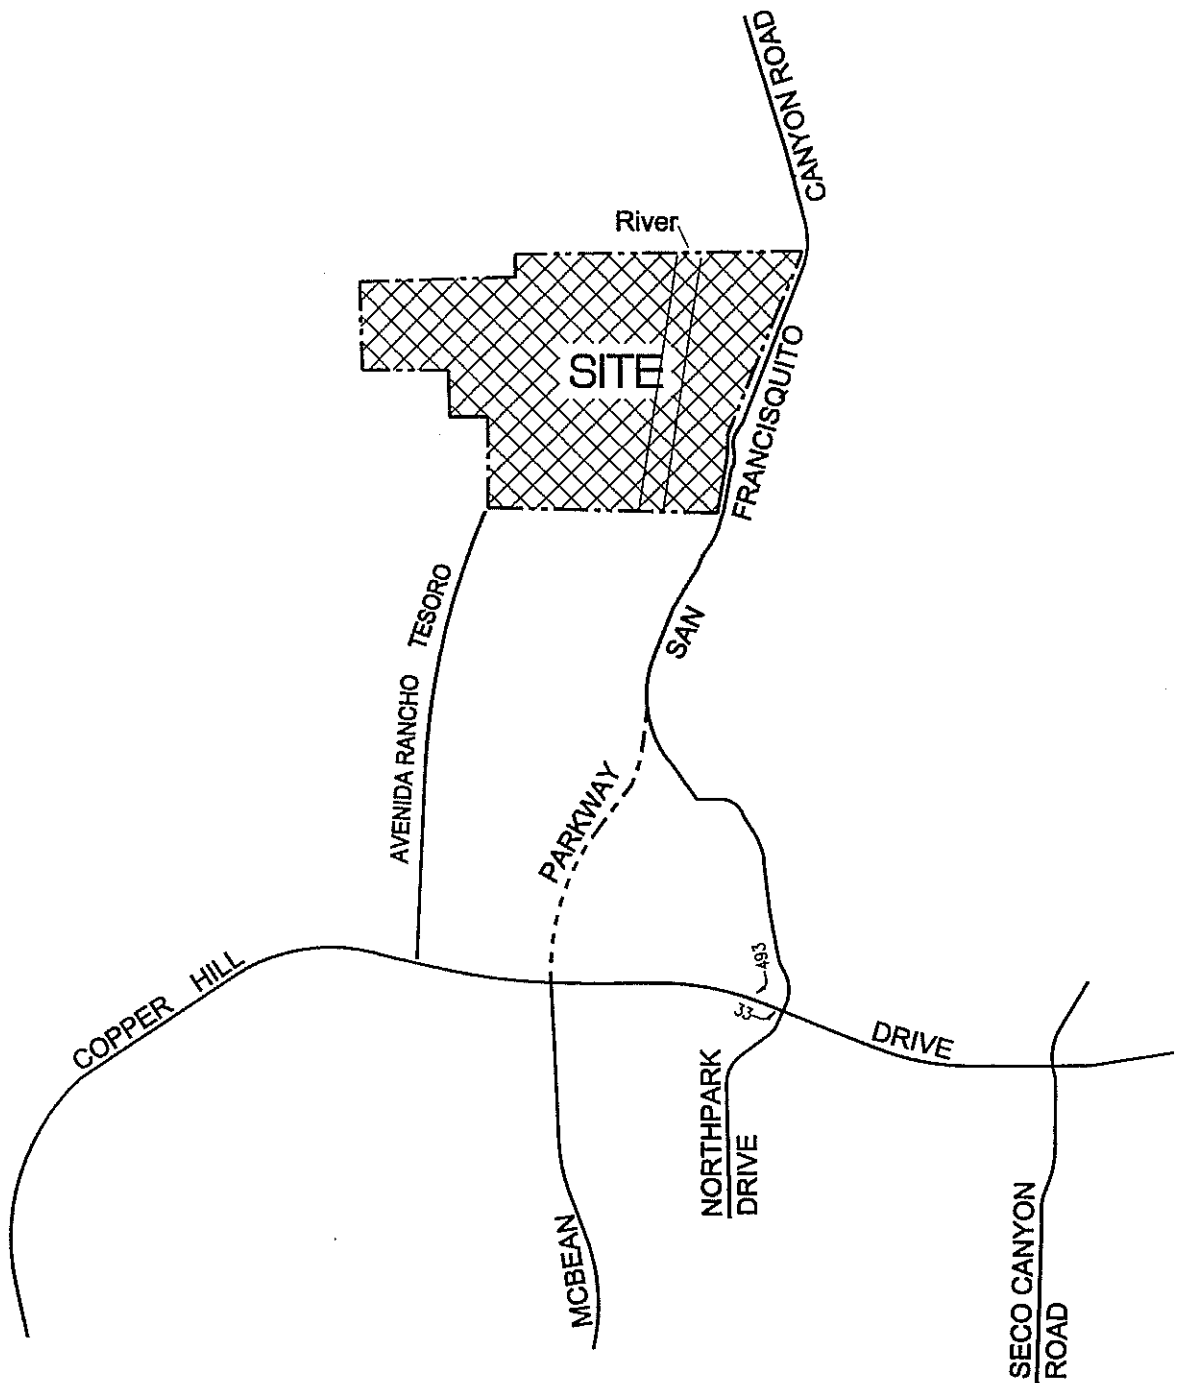 CANYON ROAD
River
SITE
FRANCISQUITO
SAN
AVENIDA RANCHO TESORO
PARKWAY
COPPER HILL
493
33
DRIVE
NORTHPARK
DRIVE
MCBEAN
SECO CANYON
ROAD